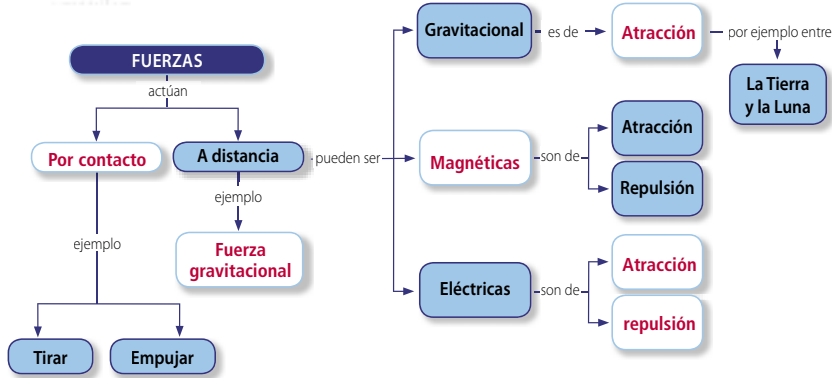 FUERZAS
actúan
Por contacto
A distancia
ejemplo
Fuerza
gravitacional
ejemplo
Tirar
Empujar
pueden ser
Gravitacional
es de
Atracción
por ejemplo entre
La Tierra
y la Luna
Magnéticas
son de
Atracción
Repulsión
Eléctricas
son de
Atracción
repulsión